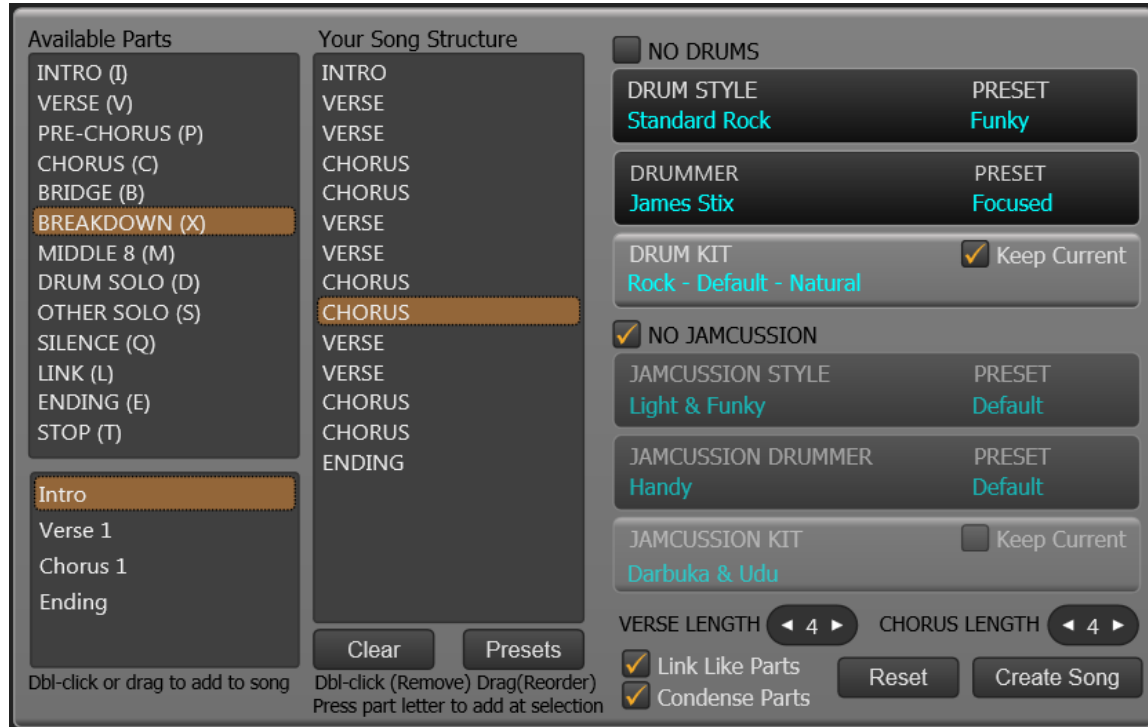 Available Parts
INTRO (I)
VERSE (V)
PRE-CHORUS (P)
CHORUS (C)
BRIDGE (B)
BREAKDOWN (X)
MIDDLE 8 (M)
DRUM SOLO (D)
OTHER SOLO (S)
SILENCE (Q)
LINK (L)
ENDING (E)
STOP (T)
Intro
Verse 1
Chorus 1
Ending
Dbl-click or drag to add to song
Your Song Structure
INTRO
VERSE
VERSE
CHORUS
CHORUS
VERSE
VERSE
CHORUS
CHORUS
VERSE
VERSE
CHORUS
CHORUS
ENDING
Clear Presets
Dbl-click (Remove) Drag(Reorder)
Press part letter to add at selection
NO DRUMS
DRUM STYLE PRESET
Standard Rock Funky
DRUMMER PRESET
James Stix Focused
DRUM KIT Keep Current
Rock - Default - Natural
NO JAMCUSSION
JAMCUSSION STYLE PRESET
Light & Funky Default
JAMCUSSION DRUMMER PRESET
Handy Default
JAMCUSSION KIT Keep Current
Darbuka & Udu
VERSE LENGTH 4 CHORUS LENGTH 4
Link Like Parts
Condense Parts
Reset Create Song